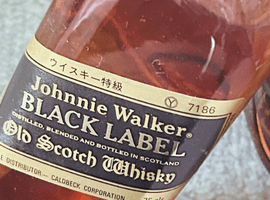 ウイスキー特級
Ⓨ 7186
Johnnie Walker®
BLACK LABEL
DISTILLED, BLENDED AND BOTTLED IN SCOTLAND
Old Scotch Whisky
E DISTRIBUTOR— CALDBECK CORPORATION